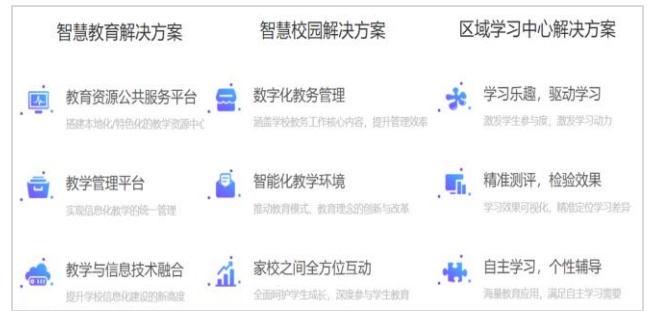 智慧教育解决方案
智慧校园解决方案
区域学习中心解决方案
教育资源公共服务平台
搭建本地化/特色化的教学资源中心
数字化教务管理
涵盖学校教务工作核心内容，提升管理效率
学习乐趣，驱动学习
激发学生参与度，激发学习动力
教学管理平台
实现信息化教学的统一管理
智能化教学环境
推动教育模式、教育理念的创新与改革
精准测评，检验效果
学习效果可视化，精准定位学习差异
教学与信息技术融合
提升学校信息化建设的新高度
家校之间全方位互动
全面呵护学生成长，深度参与学生教育
自主学习，个性辅导
海量教育应用，满足自主学习需要